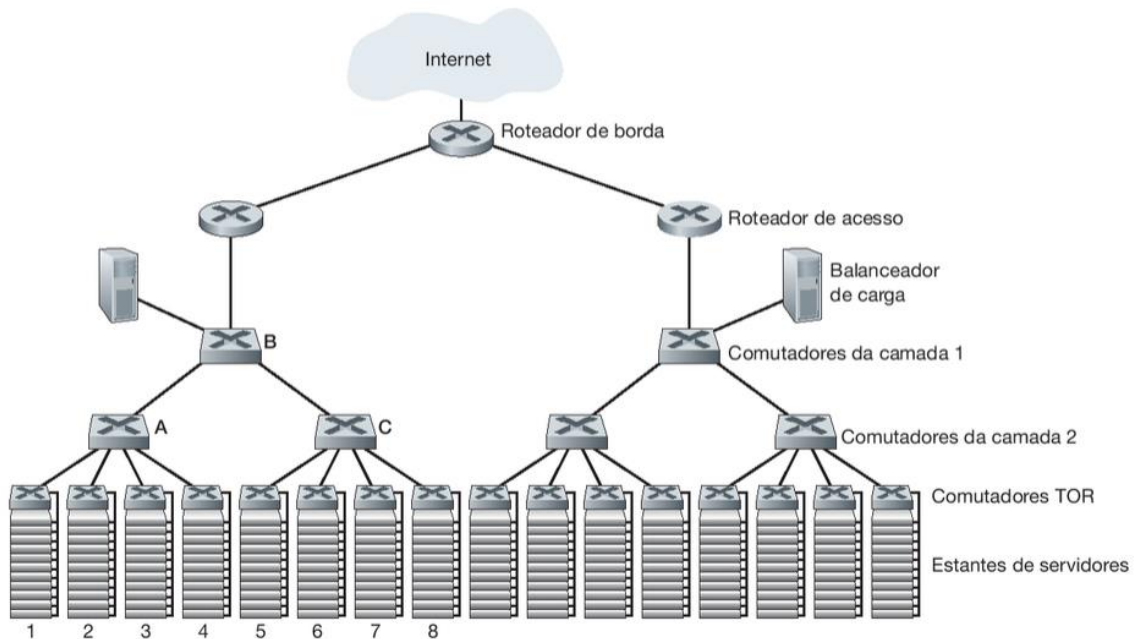 Internet
Roteador de borda
Roteador de acesso
Balanceador
de carga
B
Comutadores da camada 1
A
C
Comutadores da camada 2
Comutadores TOR
Estantes de servidores
1 2 3 4 5 6 7 8